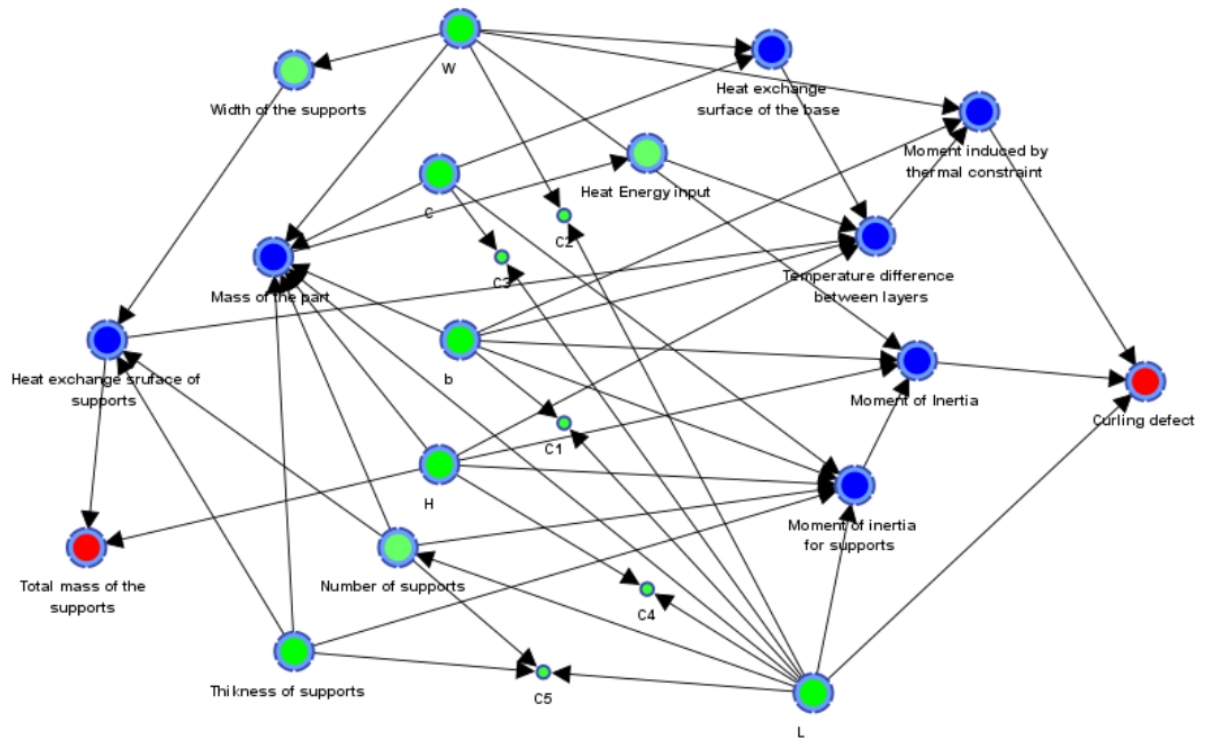 W
Heat exchange
surface of the base
Width of the supports
Moment induced by
thermal constraint
Heat Energy input
C
C2
C3
Mass of the part
Temperature difference
between layers
Heat exchange sruface of
supports
b
Moment of Inertia
Curling defect
C1
H
Moment of inertia
for supports
Total mass of the
supports
Number of supports
C4
Thikness of supports
C5
L